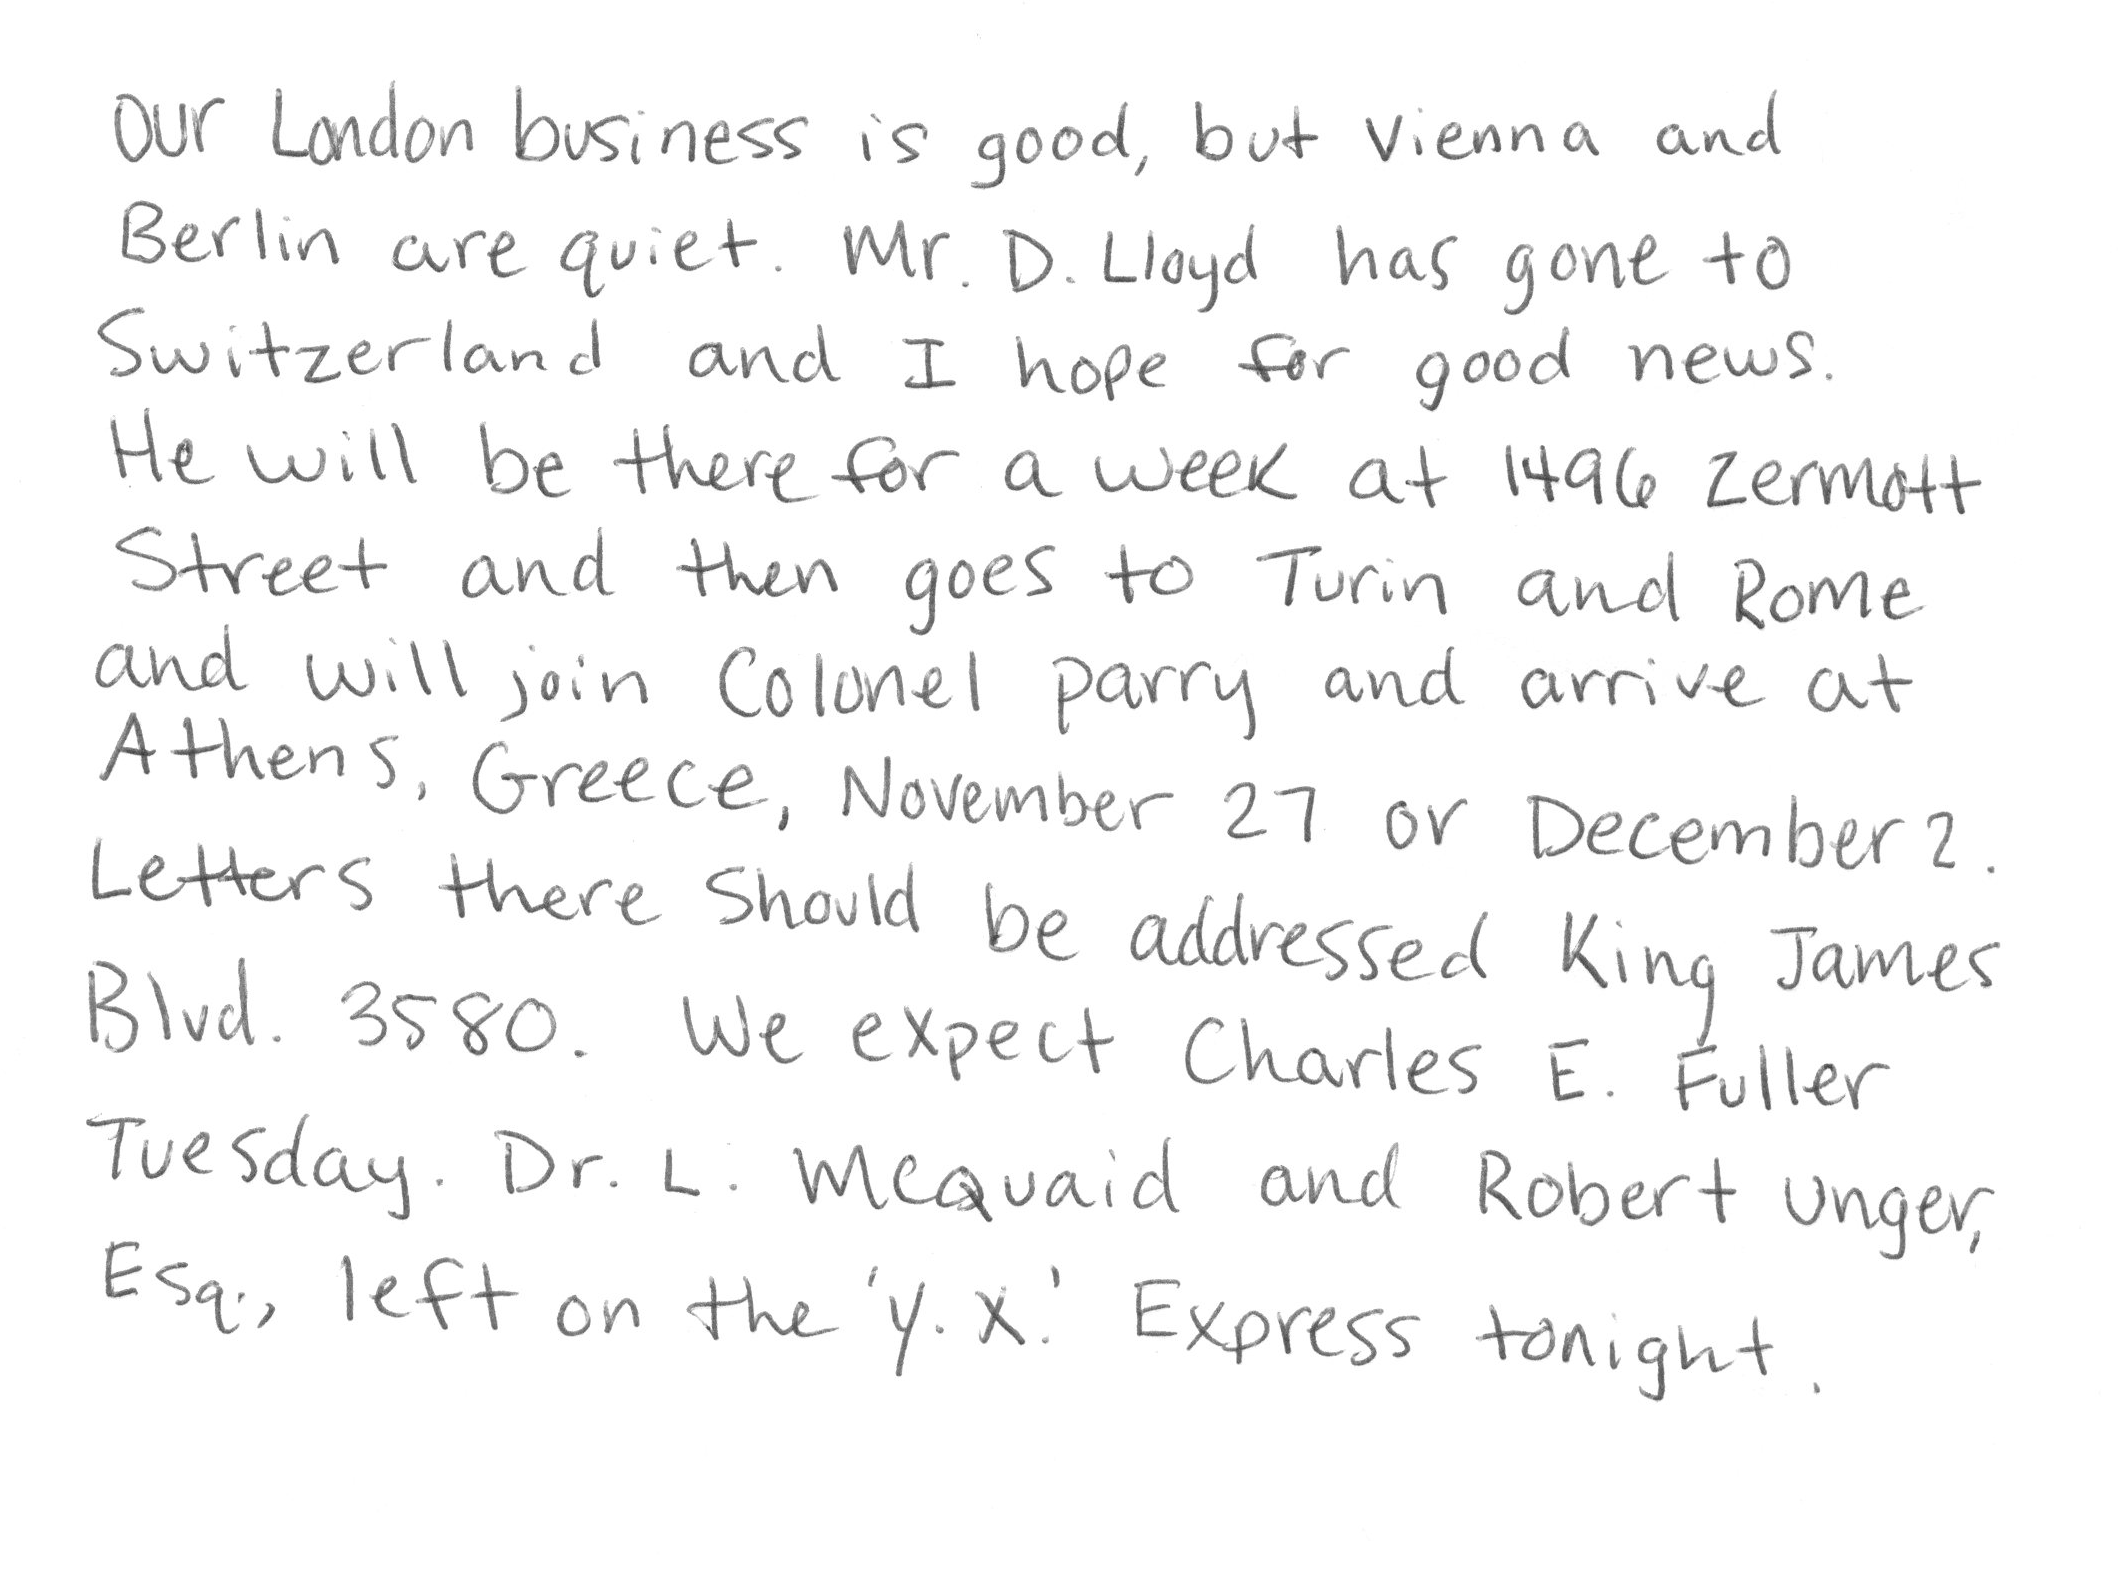 Our London business is good, but Vienna and
Berlin are quiet. Mr. D. Lloyd has gone to
Switzerland and I hope for good news.
He will be there for a week at 1496 Zermott
Street and then goes to Turin and Rome
and will join Colonel Parry and arrive at
Athens, Greece, November 27 or December 2.
Letters there should be addressed King James
Blvd. 3580. We expect Charles E. Fuller
Tuesday. Dr. L. McQuaid and Robert Unger,
Esq., left on the 'Y. X.' Express tonight.